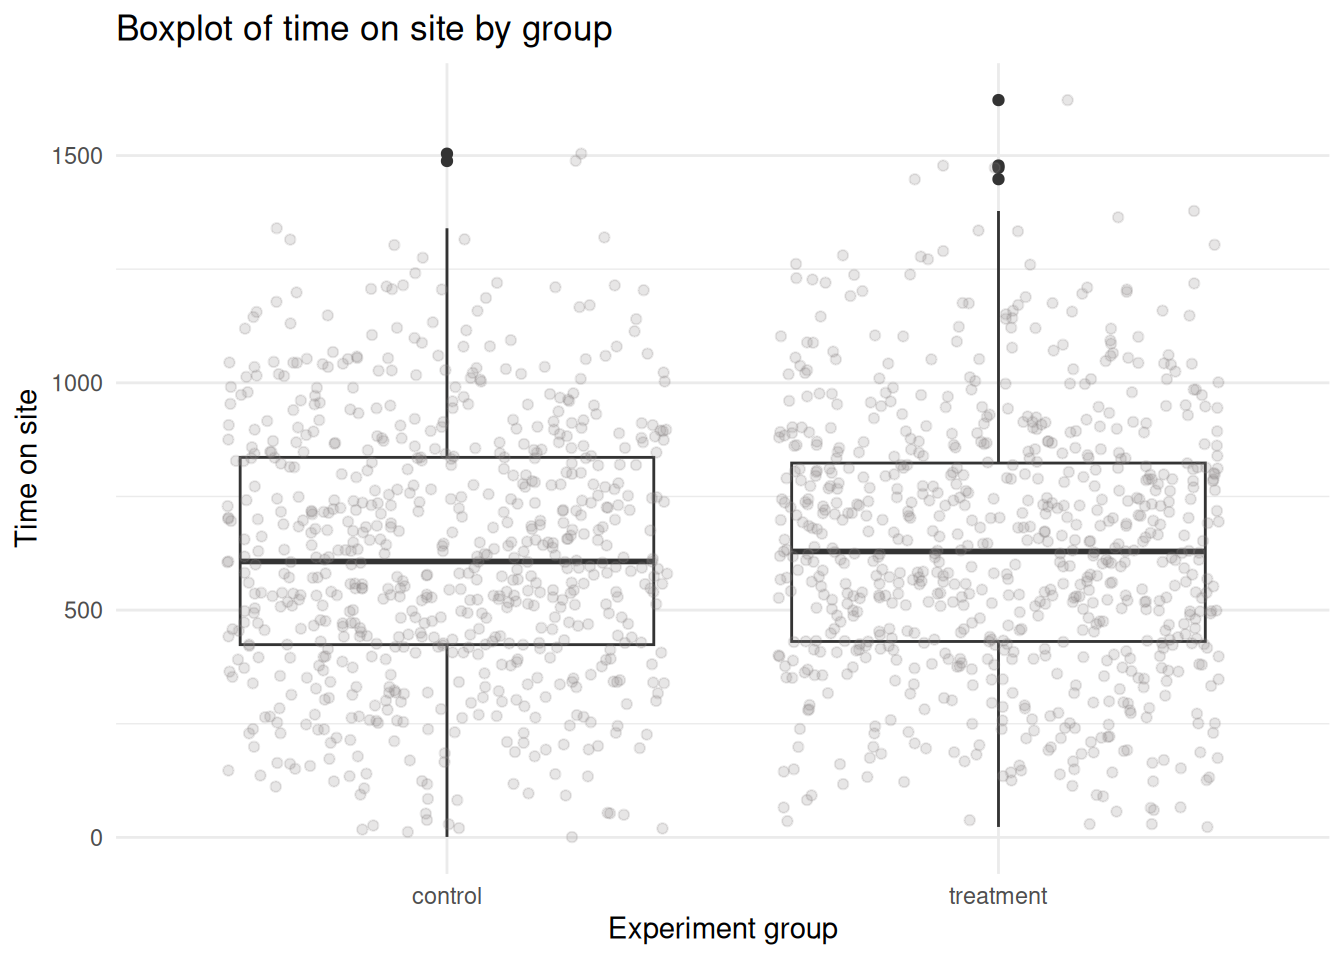 Boxplot of time on site by group
Time on site
1500
1000
500
0
control
treatment
Experiment group